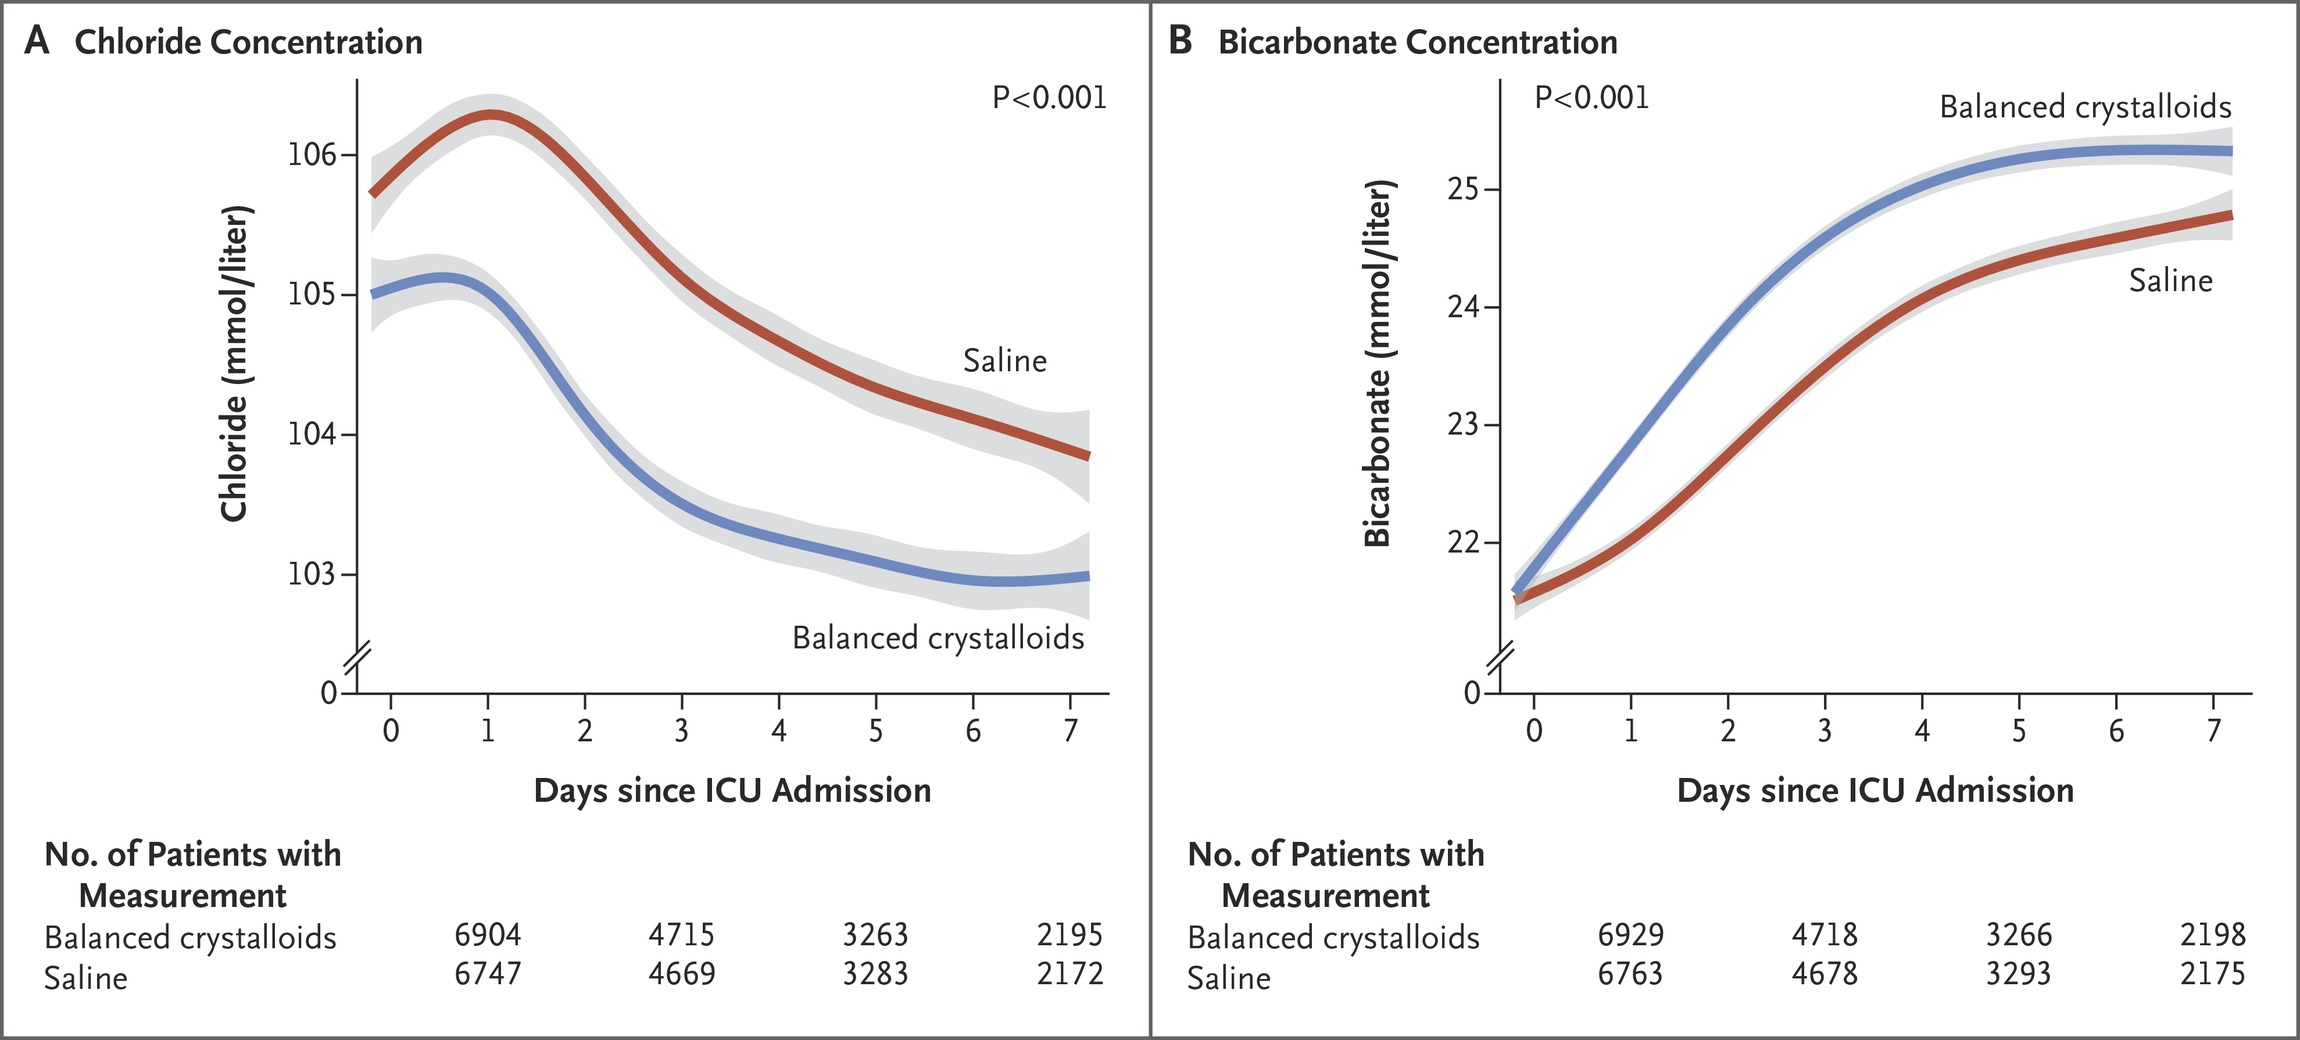 A Chloride Concentration
P<0.001
106
105
104
103
0
Chloride (mmol/liter)
Saline
Balanced crystalloids
0 1 2 3 4 5 6 7
Days since ICU Admission
No. of Patients with
Measurement
Balanced crystalloids 6904 4715 3263 2195
Saline 6747 4669 3283 2172
B Bicarbonate Concentration
P<0.001
Balanced crystalloids
25
24
23
22
0
Bicarbonate (mmol/liter)
Saline
0 1 2 3 4 5 6 7
Days since ICU Admission
No. of Patients with
Measurement
Balanced crystalloids 6929 4718 3266 2198
Saline 6763 4678 3293 2175